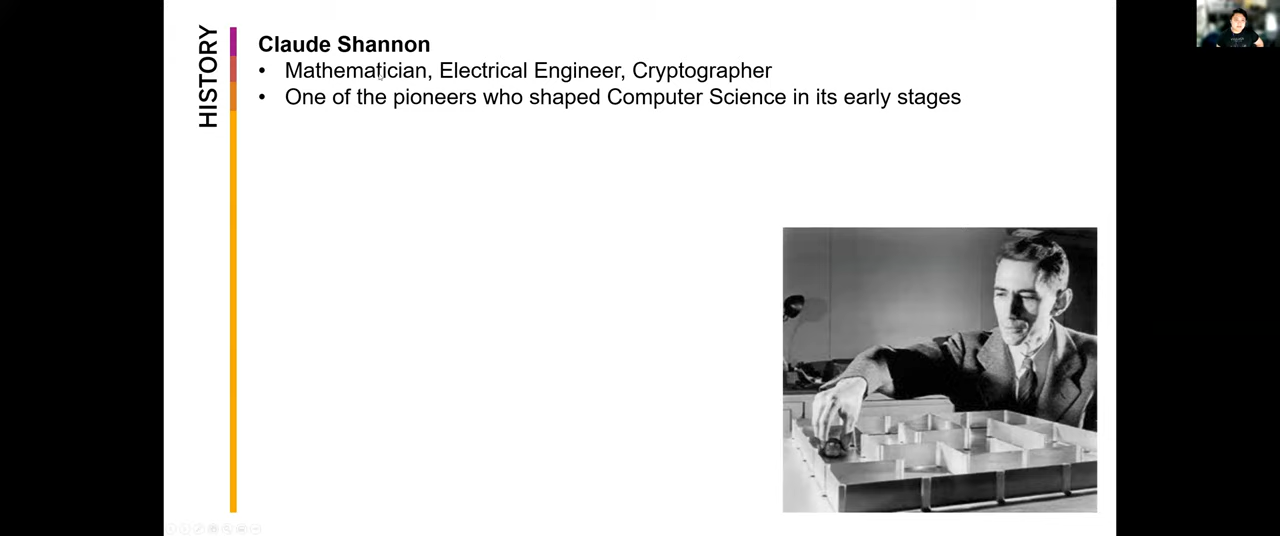 HISTORY
Claude Shannon
• Mathematician, Electrical Engineer, Cryptographer
• One of the pioneers who shaped Computer Science in its early stages